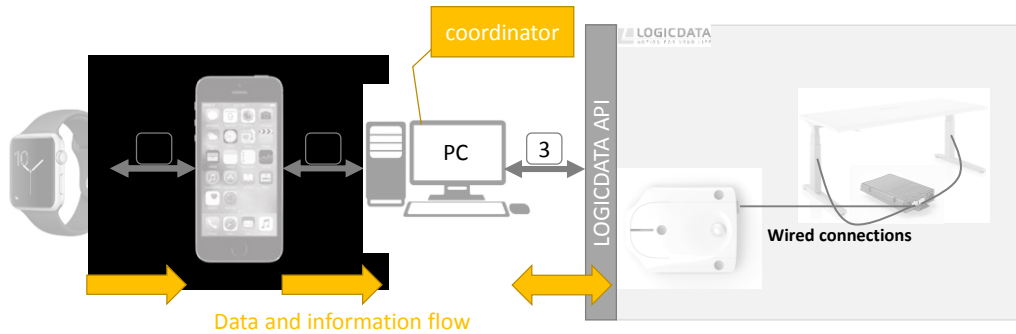 coordinator
LOGICDATA
PC
3
LOGICDATA API
Wired connections
Data and information flow